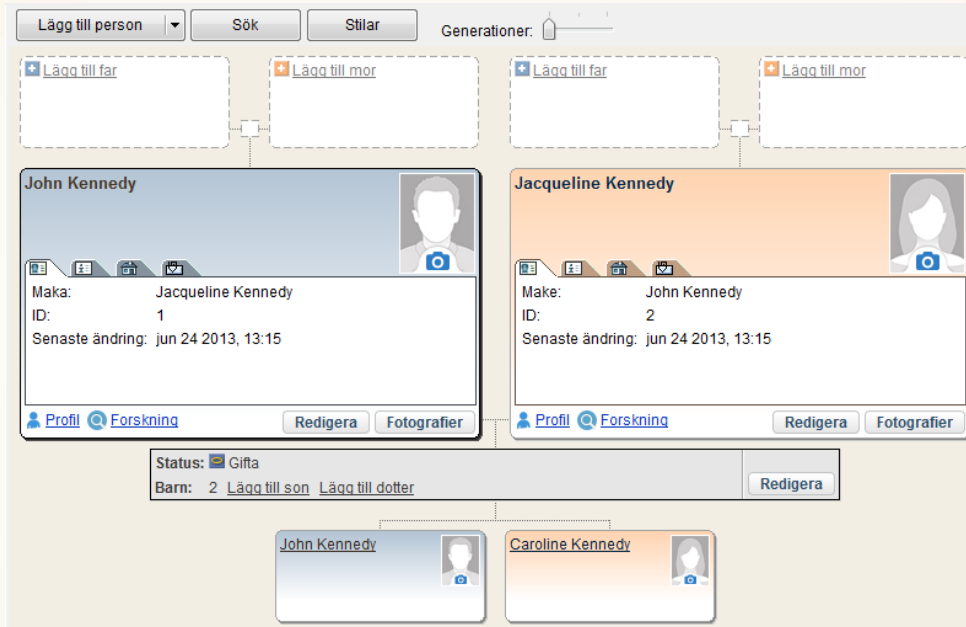 Lägg till person
Sök
Stilar
Generationer:
Lägg till far
Lägg till mor
Lägg till far
Lägg till mor
John Kennedy
Maka: Jacqueline Kennedy
ID: 1
Senaste ändring: jun 24 2013, 13:15
Profil Forskning Redigera Fotografier
Jacqueline Kennedy
Make: John Kennedy
ID: 2
Senaste ändring: jun 24 2013, 13:15
Profil Forskning Redigera Fotografier
Status: Gifta
Barn: 2 Lägg till son Lägg till dotter
Redigera
John Kennedy
Caroline Kennedy